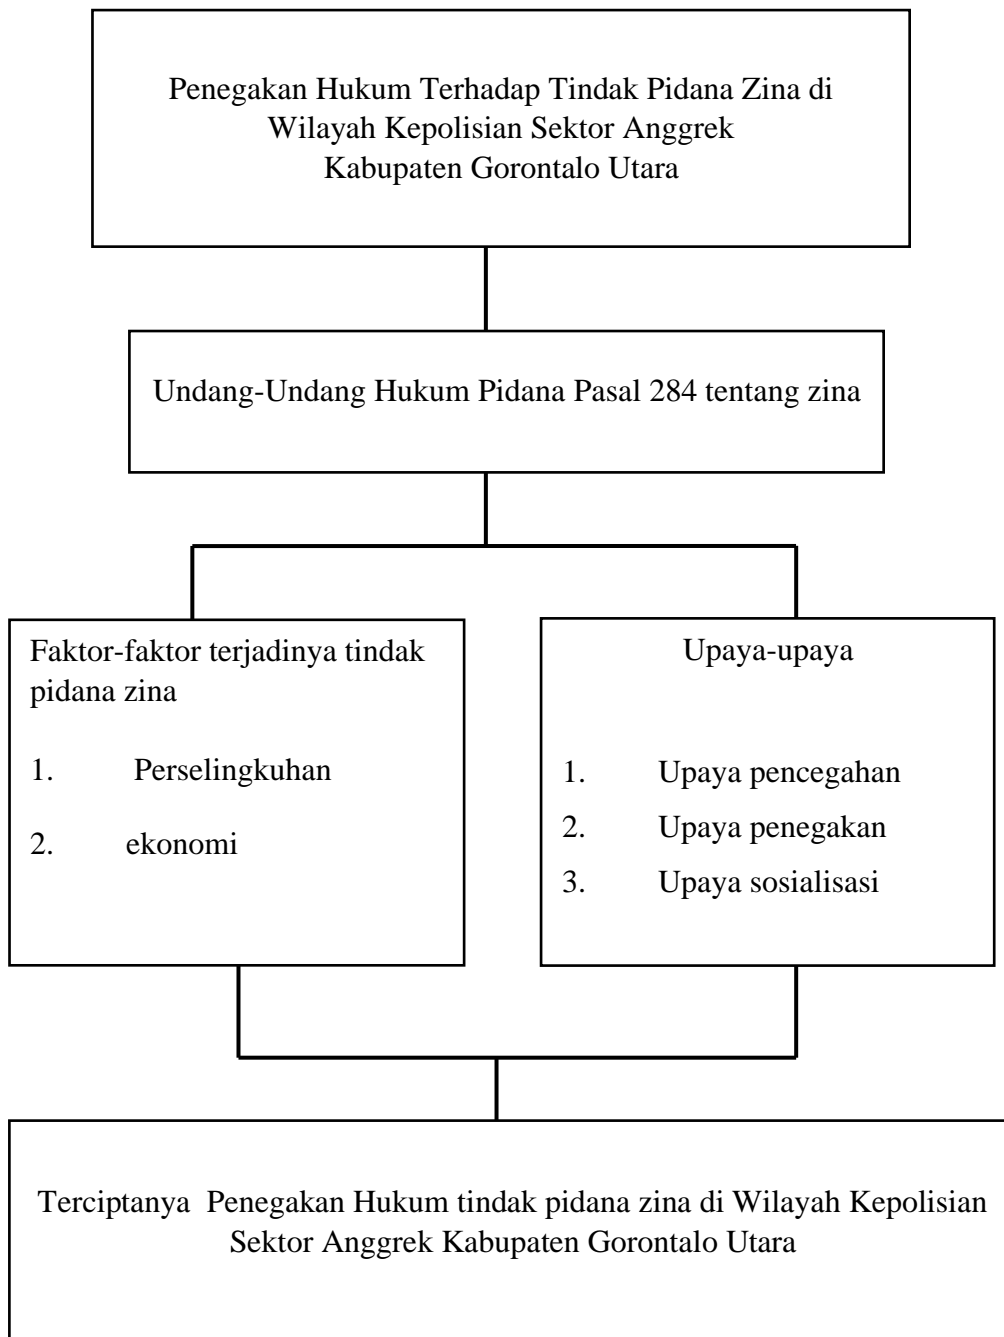 Penegakan Hukum Terhadap Tindak Pidana Zina di
Wilayah Kepolisian Sektor Anggrek
Kabupaten Gorontalo Utara
Undang-Undang Hukum Pidana Pasal 284 tentang zina
Faktor-faktor terjadinya tindak
pidana zina
1. Perselingkuhan
2. ekonomi
Upaya-upaya
1. Upaya pencegahan
2. Upaya penegakan
3. Upaya sosialisasi
Terciptanya Penegakan Hukum tindak pidana zina di Wilayah Kepolisian
Sektor Anggrek Kabupaten Gorontalo Utara